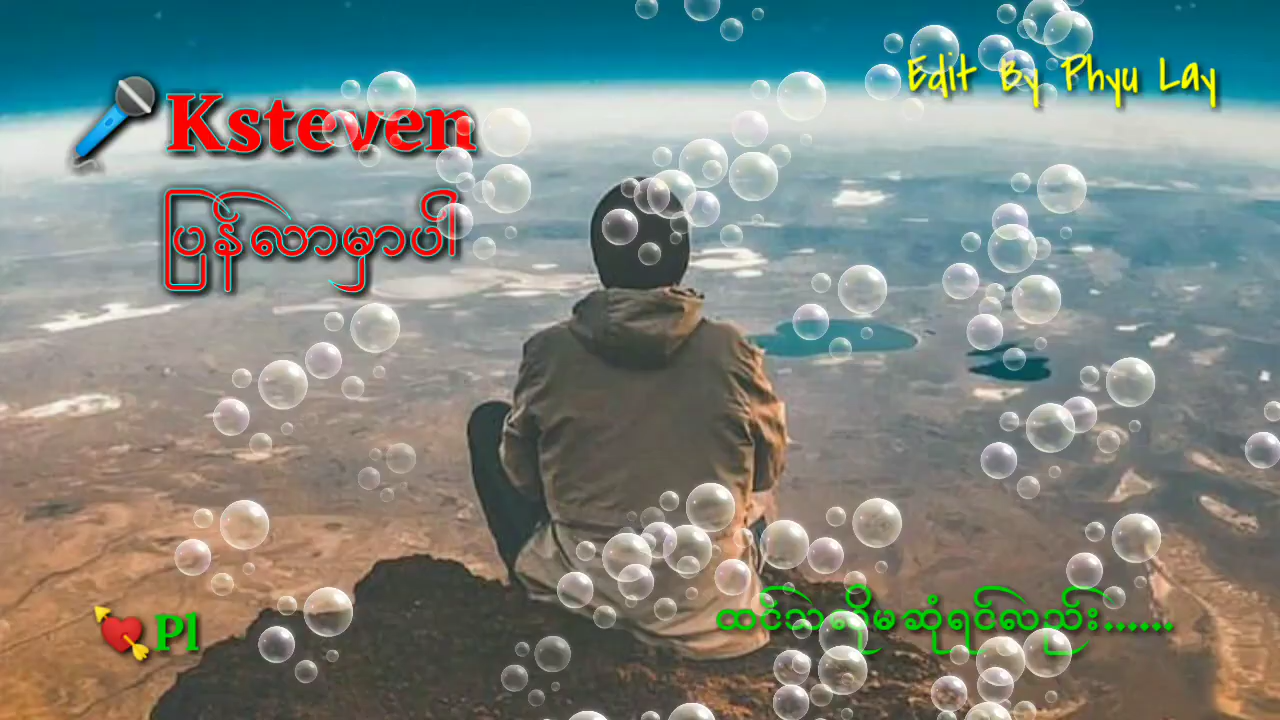 Edit By Phyu Lay
Ksteven
ပြန်လာမှာပါ
ထင်သလိုမဆုံရင်လည်း......
Pl